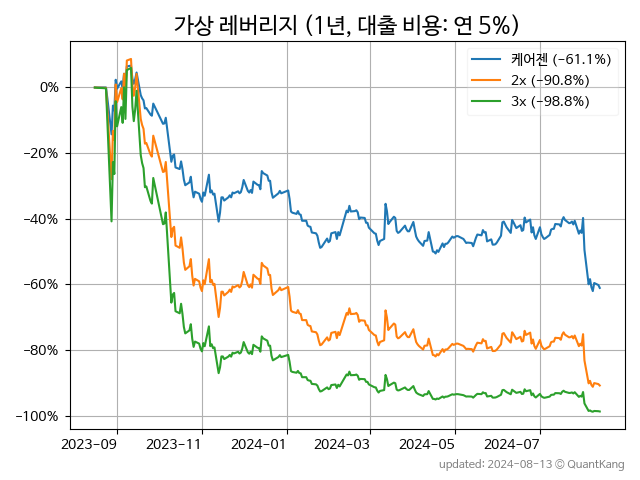 가상 레버리지 (1년, 대출 비용: 연 5%)
케어젠 (−61.1%)
2x (−90.8%)
3x (−98.8%)
0%
−20%
−40%
−60%
−80%
−100%
2023-09
2023-11
2024-01
2024-03
2024-05
2024-07
updated: 2024-08-13 © QuantKang